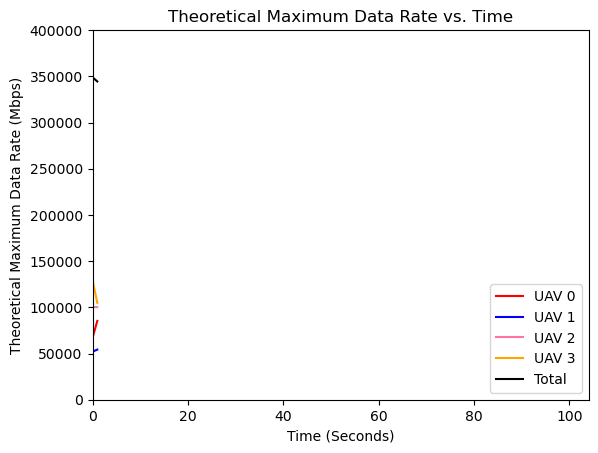 Theoretical Maximum Data Rate vs. Time
Theoretical Maximum Data Rate (Mbps)
400000
350000
300000
250000
200000
150000
100000
50000
0
UAV 0
UAV 1
UAV 2
UAV 3
Total
0 20 40 60 80 100
Time (Seconds)